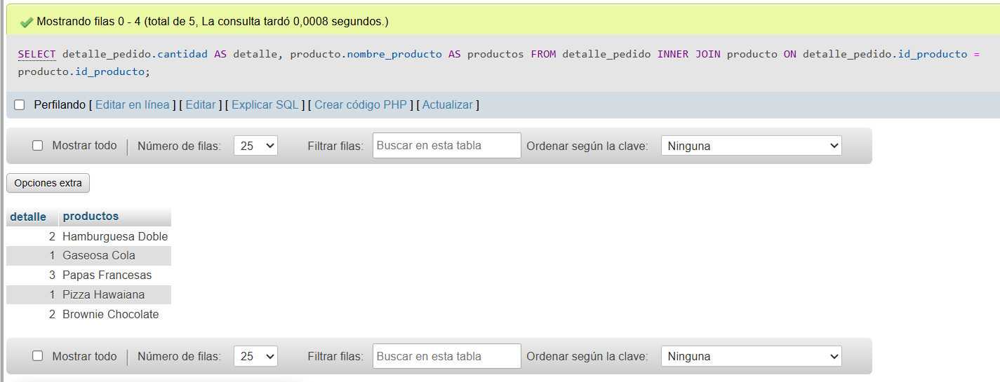 Mostrando filas 0 - 4 (total de 5, La consulta tardó 0,0008 segundos.)
SELECT detalle_pedido.cantidad AS detalle, producto.nombre_producto AS productos FROM detalle_pedido INNER JOIN producto ON detalle_pedido.id_producto =
producto.id_producto;
Perfilando [ Editar en línea ] [ Editar ] [ Explicar SQL ] [ Crear código PHP ] [ Actualizar ]
Mostrar todo | Número de filas: 25 Filtrar filas: Buscar en esta tabla Ordenar según la clave: Ninguna
Opciones extra
detalle productos
2 Hamburguesa Doble
1 Gaseosa Cola
3 Papas Francesas
1 Pizza Hawaiana
2 Brownie Chocolate
Mostrar todo | Número de filas: 25 Filtrar filas: Buscar en esta tabla Ordenar según la clave: Ninguna